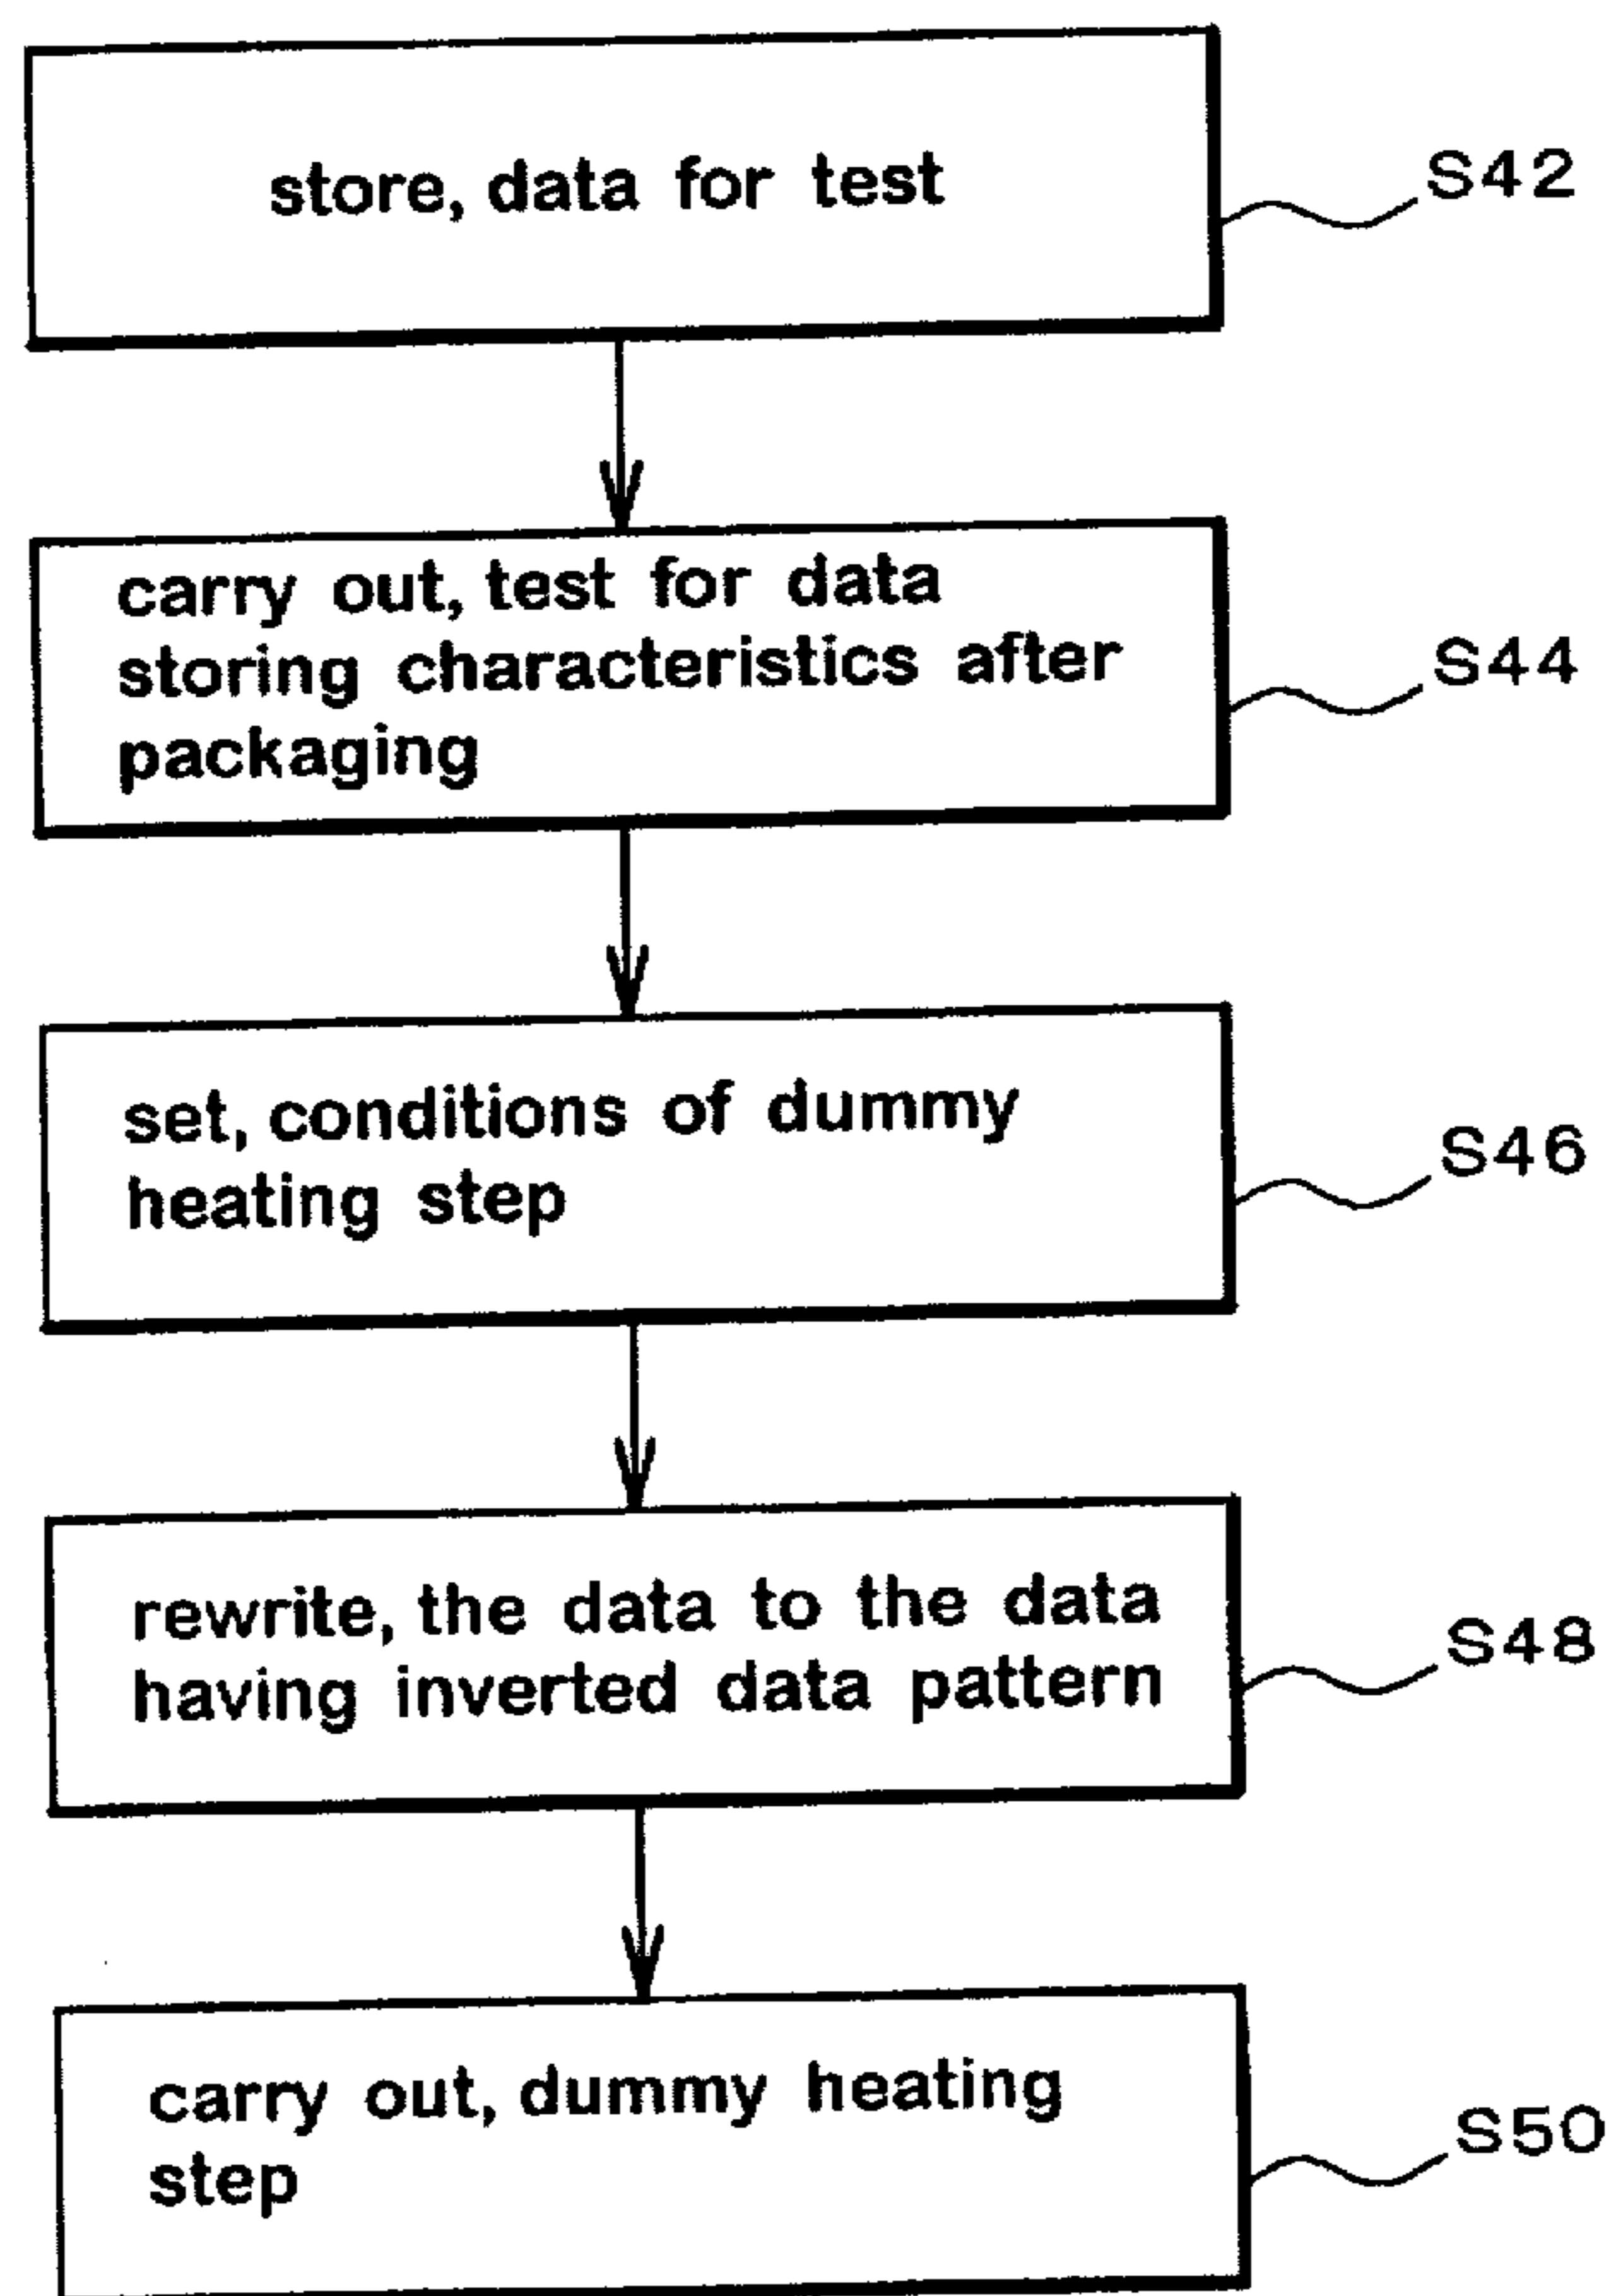 store, data for test
S42
carry out, test for data
storing characteristics after
packaging
S44
set, conditions of dummy
heating step
S46
rewrite, the data to the data
having inverted data pattern
S48
carry out, dummy heating
step
S50